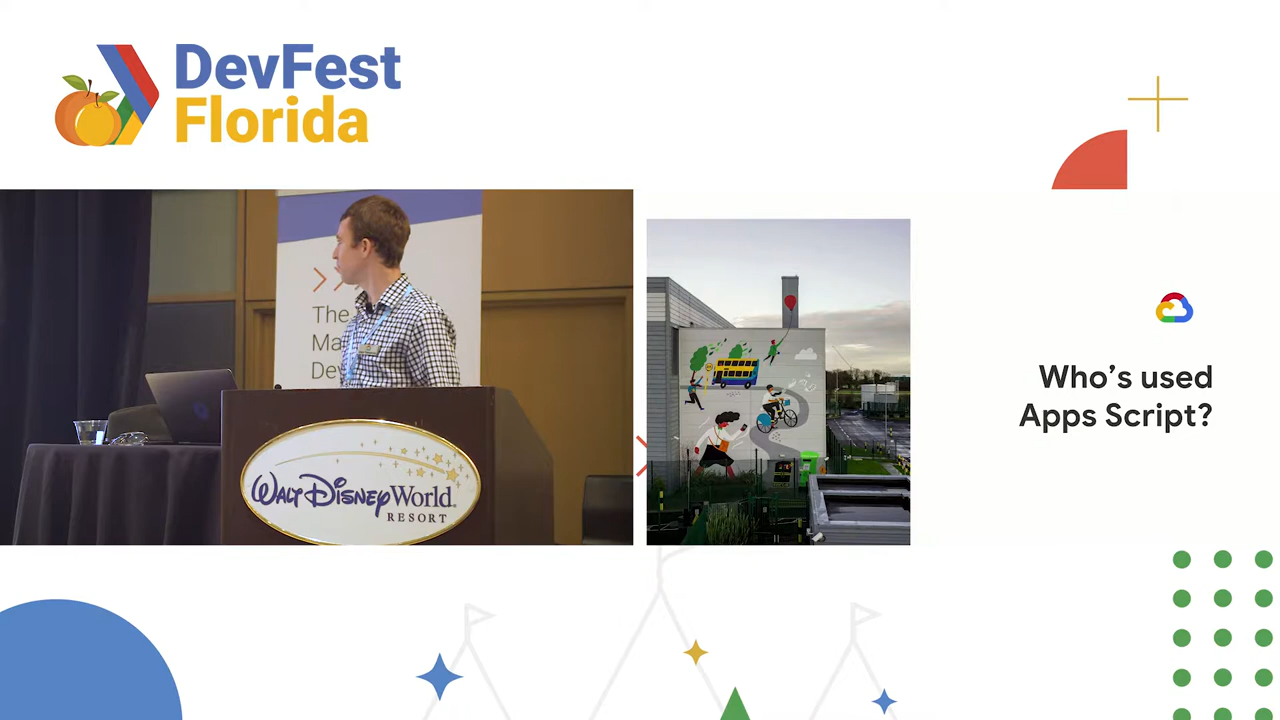 DevFest
Florida
The
Ma
Dev
WALT DISNEY World
RESORT
Who's used
Apps Script?